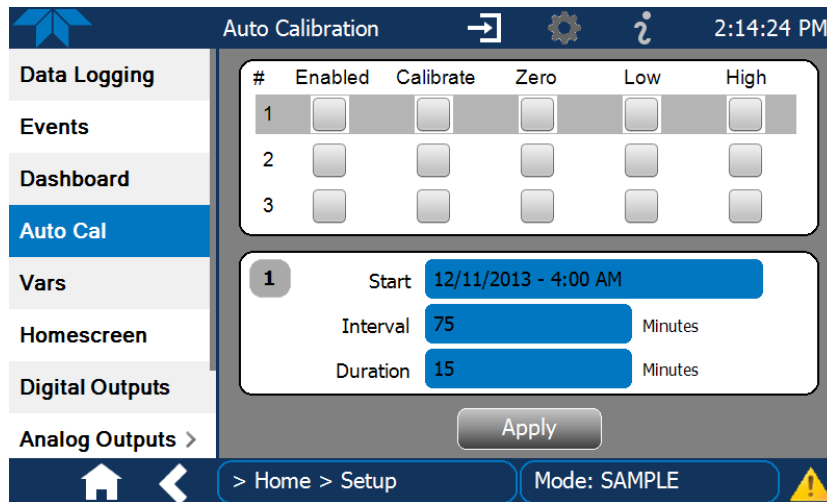 Auto Calibration 2:14:24 PM
Data Logging
Events
Dashboard
Auto Cal
Vars
Homescreen
Digital Outputs
Analog Outputs >
# Enabled Calibrate Zero Low High
1
2
3
1
Start 12/11/2013 - 4:00 AM
Interval 75 Minutes
Duration 15 Minutes
Apply
> Home > Setup Mode: SAMPLE